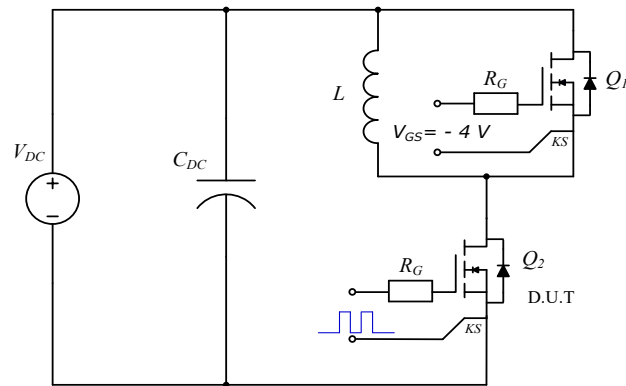 R_G
Q_1
L
V_GS = - 4 V
KS
V_DC
C_DC
+
−
R_G
Q_2
D.U.T
KS